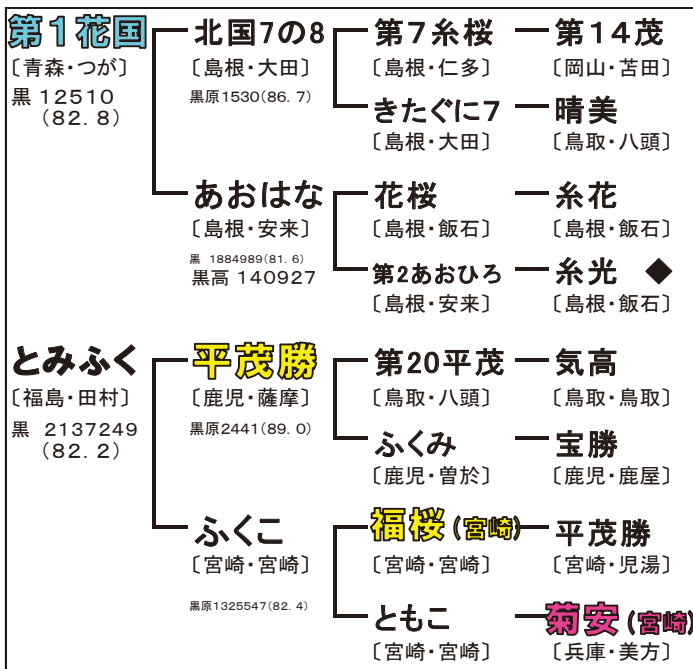 第1花国 北国7の8 第7糸桜 第14茂
〔青森・つが〕 〔島根・大田〕 〔島根・仁多〕 〔岡山・苫田〕
黒 12510 黒原1530(86. 7)
(82. 8) きたぐに7 晴美
〔島根・大田〕 〔鳥取・八頭〕
あおはな 花桜 糸花
〔島根・安来〕 〔島根・飯石〕 〔島根・飯石〕
黒 1884989(81. 6)
黒高 140927 第2あおひろ 糸光 ◆
〔島根・安来〕 〔島根・飯石〕
とみふく 平茂勝 第20平茂 気高
〔福島・田村〕 〔鹿児・薩摩〕 〔鳥取・八頭〕 〔鳥取・鳥取〕
黒 2137249 黒原2441(89. 0)
(82. 2) ふくみ 宝勝
〔鹿児・曽於〕 〔鹿児・鹿屋〕
ふくこ 福桜(宮崎) 平茂勝
〔宮崎・宮崎〕 〔宮崎・宮崎〕 〔宮崎・児湯〕
黒原1325547(82. 4)
ともこ 菊安(宮崎)
〔宮崎・宮崎〕 〔兵庫・美方〕